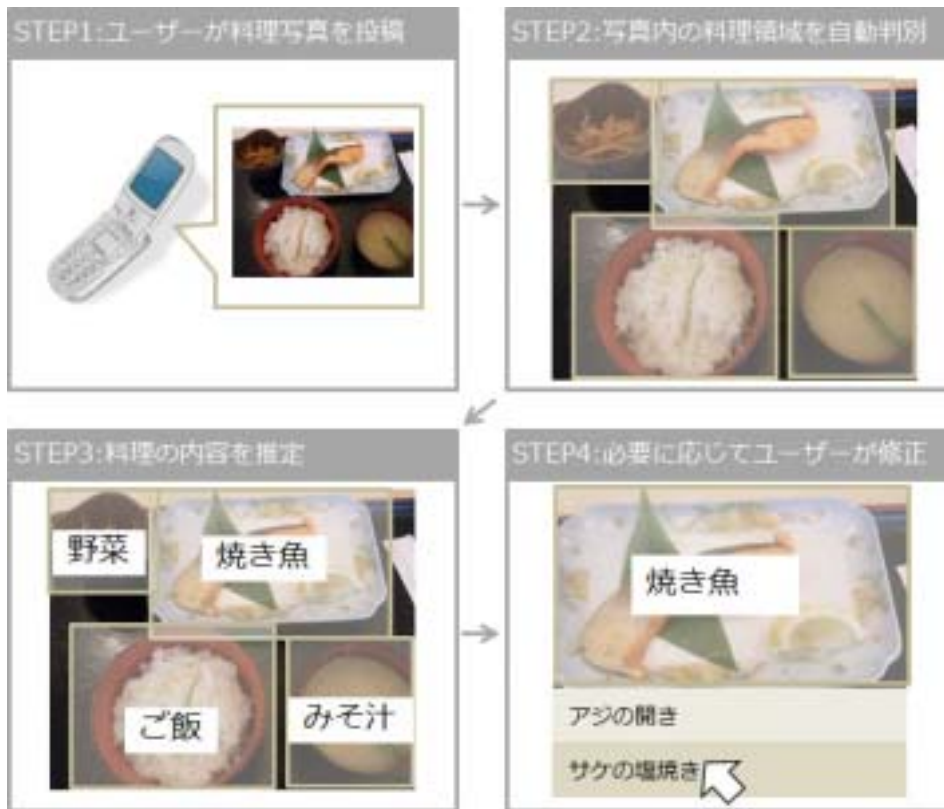 STEP1:ユーザーが料理写真を投稿
STEP2:写真内の料理領域を自動判別
STEP3:料理の内容を推定
野菜
焼き魚
ご飯
みそ汁
STEP4:必要に応じてユーザーが修正
焼き魚
アジの開き
サケの塩焼き